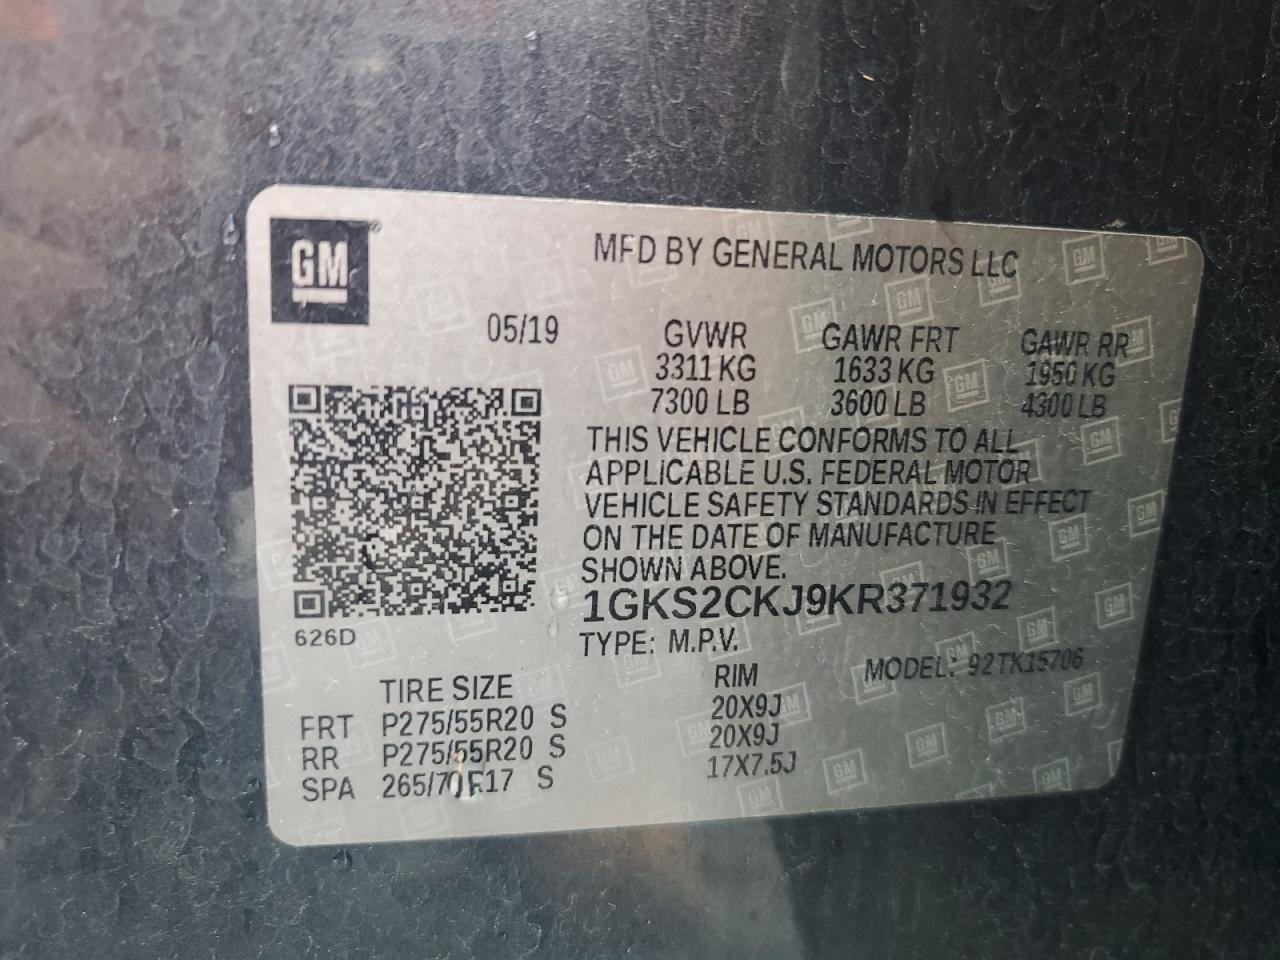 GM
MFD BY GENERAL MOTORS LLC
05/19 GVWR GAWR FRT GAWR RR
3311 KG 1633 KG 1950 KG
7300 LB 3600 LB 4300 LB
THIS VEHICLE CONFORMS TO ALL
APPLICABLE U.S. FEDERAL MOTOR
VEHICLE SAFETY STANDARDS IN EFFECT
ON THE DATE OF MANUFACTURE
SHOWN ABOVE.
1GKS2CKJ9KR371932
626D
TYPE: M.P.V.
MODEL: 92TK15706
TIRE SIZE RIM
FRT P275/55R20 S 20X9J
RR P275/55R20 S 20X9J
SPA 265/70R17 S 17X7.5J